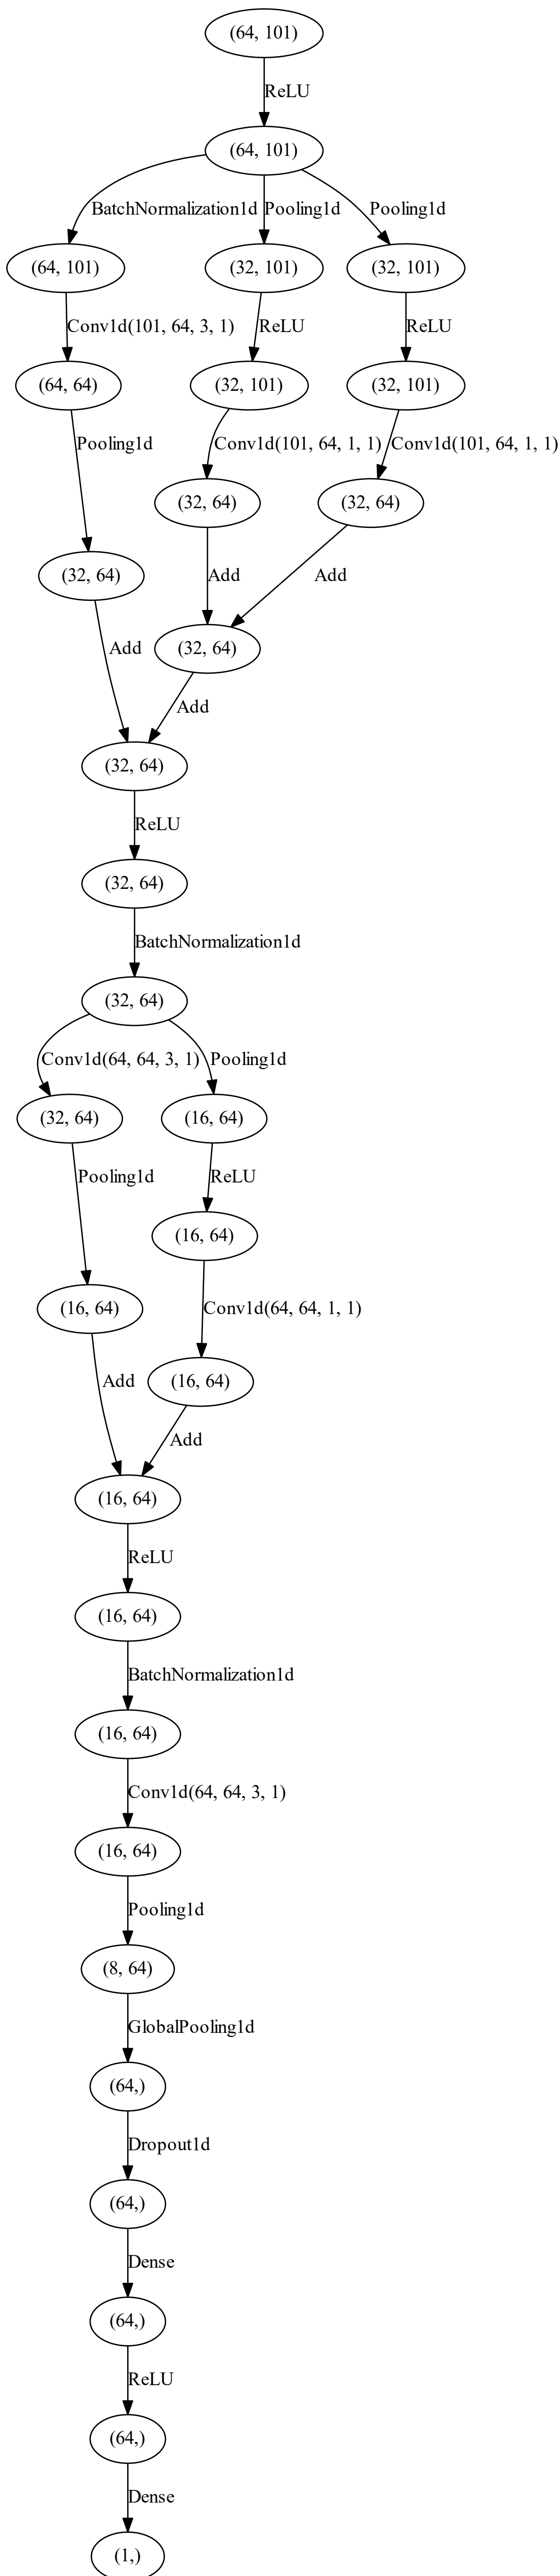 (64, 101)
ReLU
(64, 101)
BatchNormalization1d Pooling1d Pooling1d
(64, 101) (32, 101) (32, 101)
Conv1d(101, 64, 3, 1) ReLU ReLU
(64, 64) (32, 101) (32, 101)
Pooling1d Conv1d(101, 64, 1, 1) Conv1d(101, 64, 1, 1)
(32, 64) (32, 64)
(32, 64) Add Add
Add (32, 64)
Add
(32, 64)
ReLU
(32, 64)
BatchNormalization1d
(32, 64)
Conv1d(64, 64, 3, 1) Pooling1d
(32, 64) (16, 64)
Pooling1d ReLU
(16, 64)
(16, 64) Conv1d(64, 64, 1, 1)
Add (16, 64)
Add
(16, 64)
ReLU
(16, 64)
BatchNormalization1d
(16, 64)
Conv1d(64, 64, 3, 1)
(16, 64)
Pooling1d
(8, 64)
GlobalPooling1d
(64,)
Dropout1d
(64,)
Dense
(64,)
ReLU
(64,)
Dense
(1,)